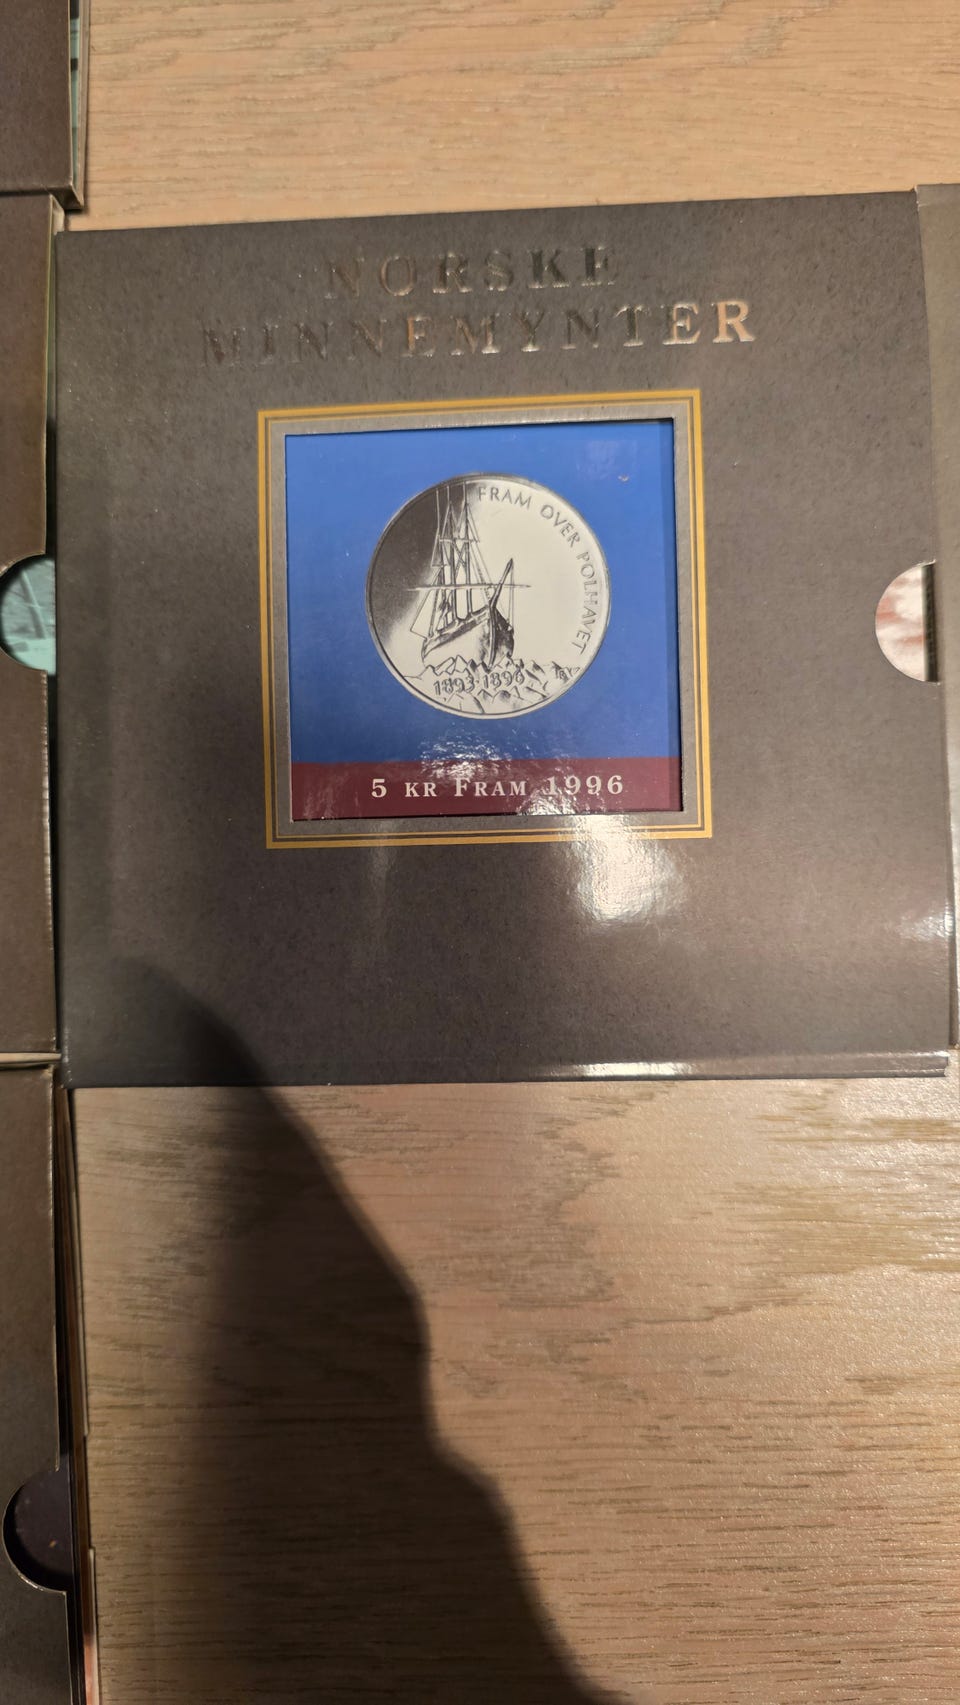 NORSKE
MINNEMYNTER
FRAM OVER POLHAVET
1893-1896
5 KR FRAM 1996